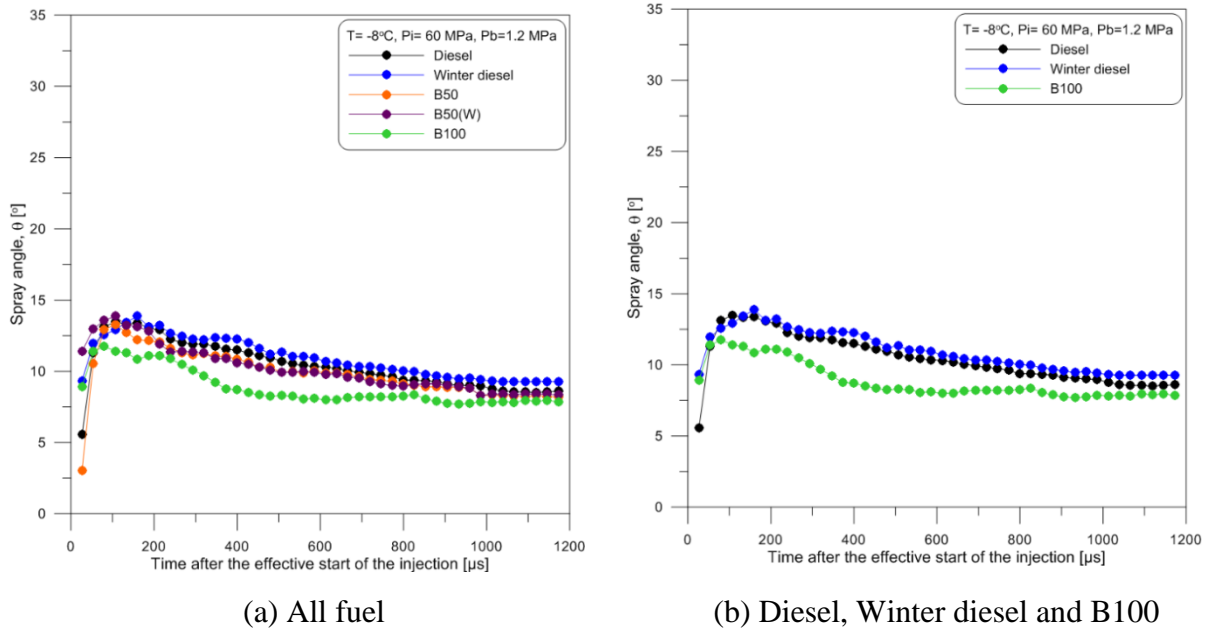 35
30
25
20
15
10
5
0
Spray angle, θ [º]
T= -8ºC, Pi= 60 MPa, Pb=1.2 MPa
Diesel
Winter diesel
B50
B50(W)
B100
0 200 400 600 800 1000 1200
Time after the effective start of the injection [µs]
(a) All fuel
35
30
25
20
15
10
5
0
Spray angle, θ [º]
T= -8ºC, Pi= 60 MPa, Pb=1.2 MPa
Diesel
Winter diesel
B100
0 200 400 600 800 1000 1200
Time after the effective start of the injection [µs]
(b) Diesel, Winter diesel and B100